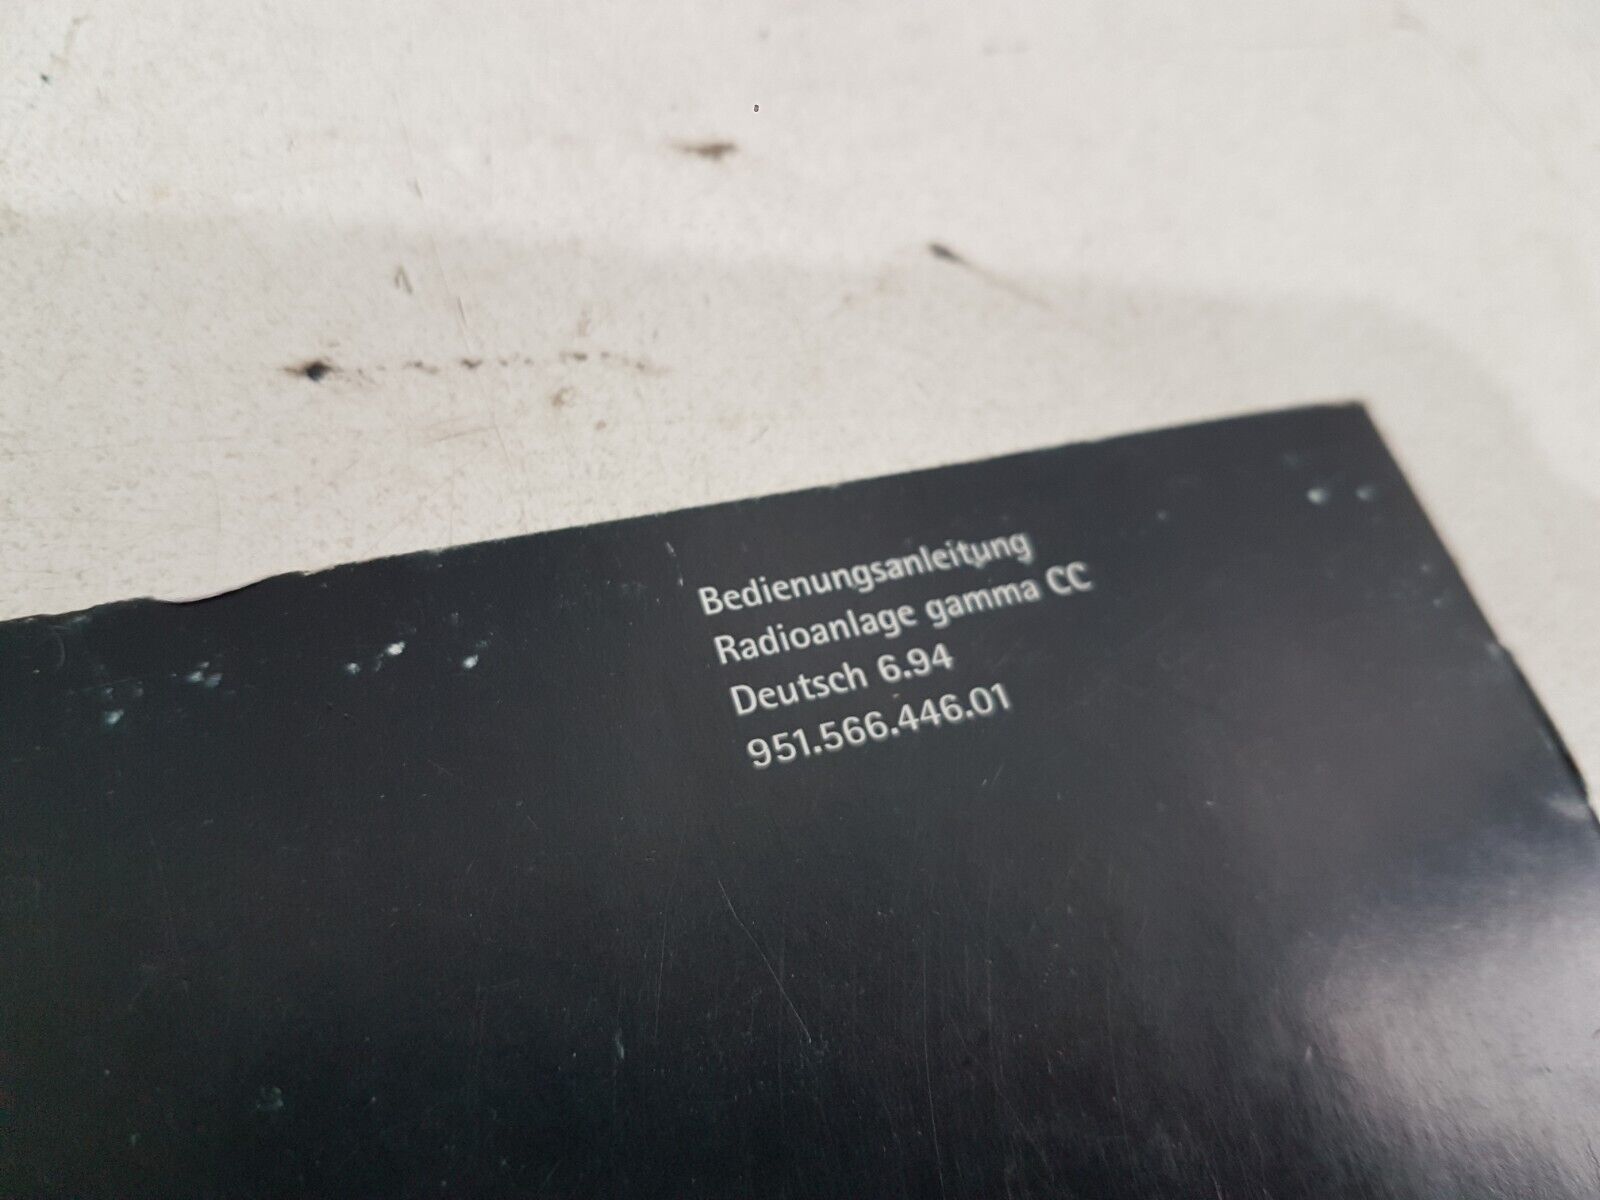 Bedienungsanleitung
Radioanlage gamma CC
Deutsch 6.94
951.566.446.01